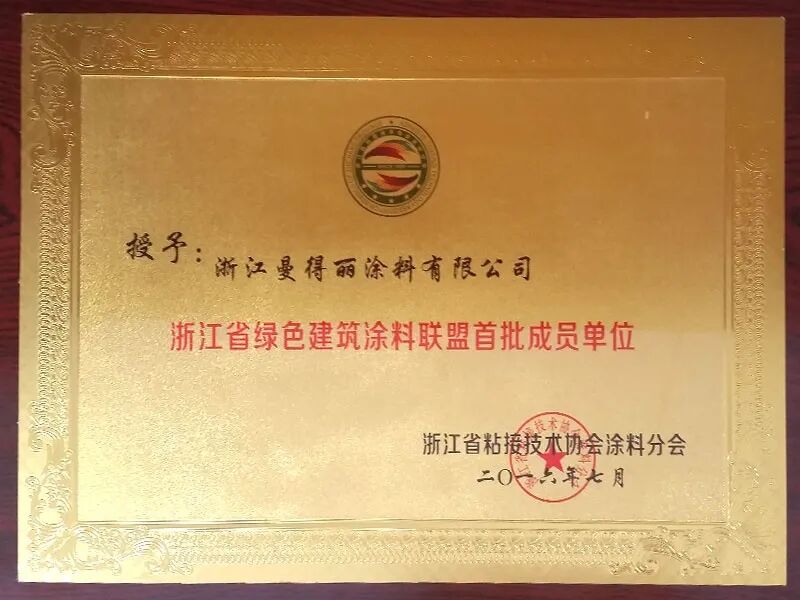 授予：
浙江曼得丽涂料有限公司
浙江省绿色建筑涂料联盟首批成员单位
浙江省粘接技术协会涂料分会
二〇一六年七月